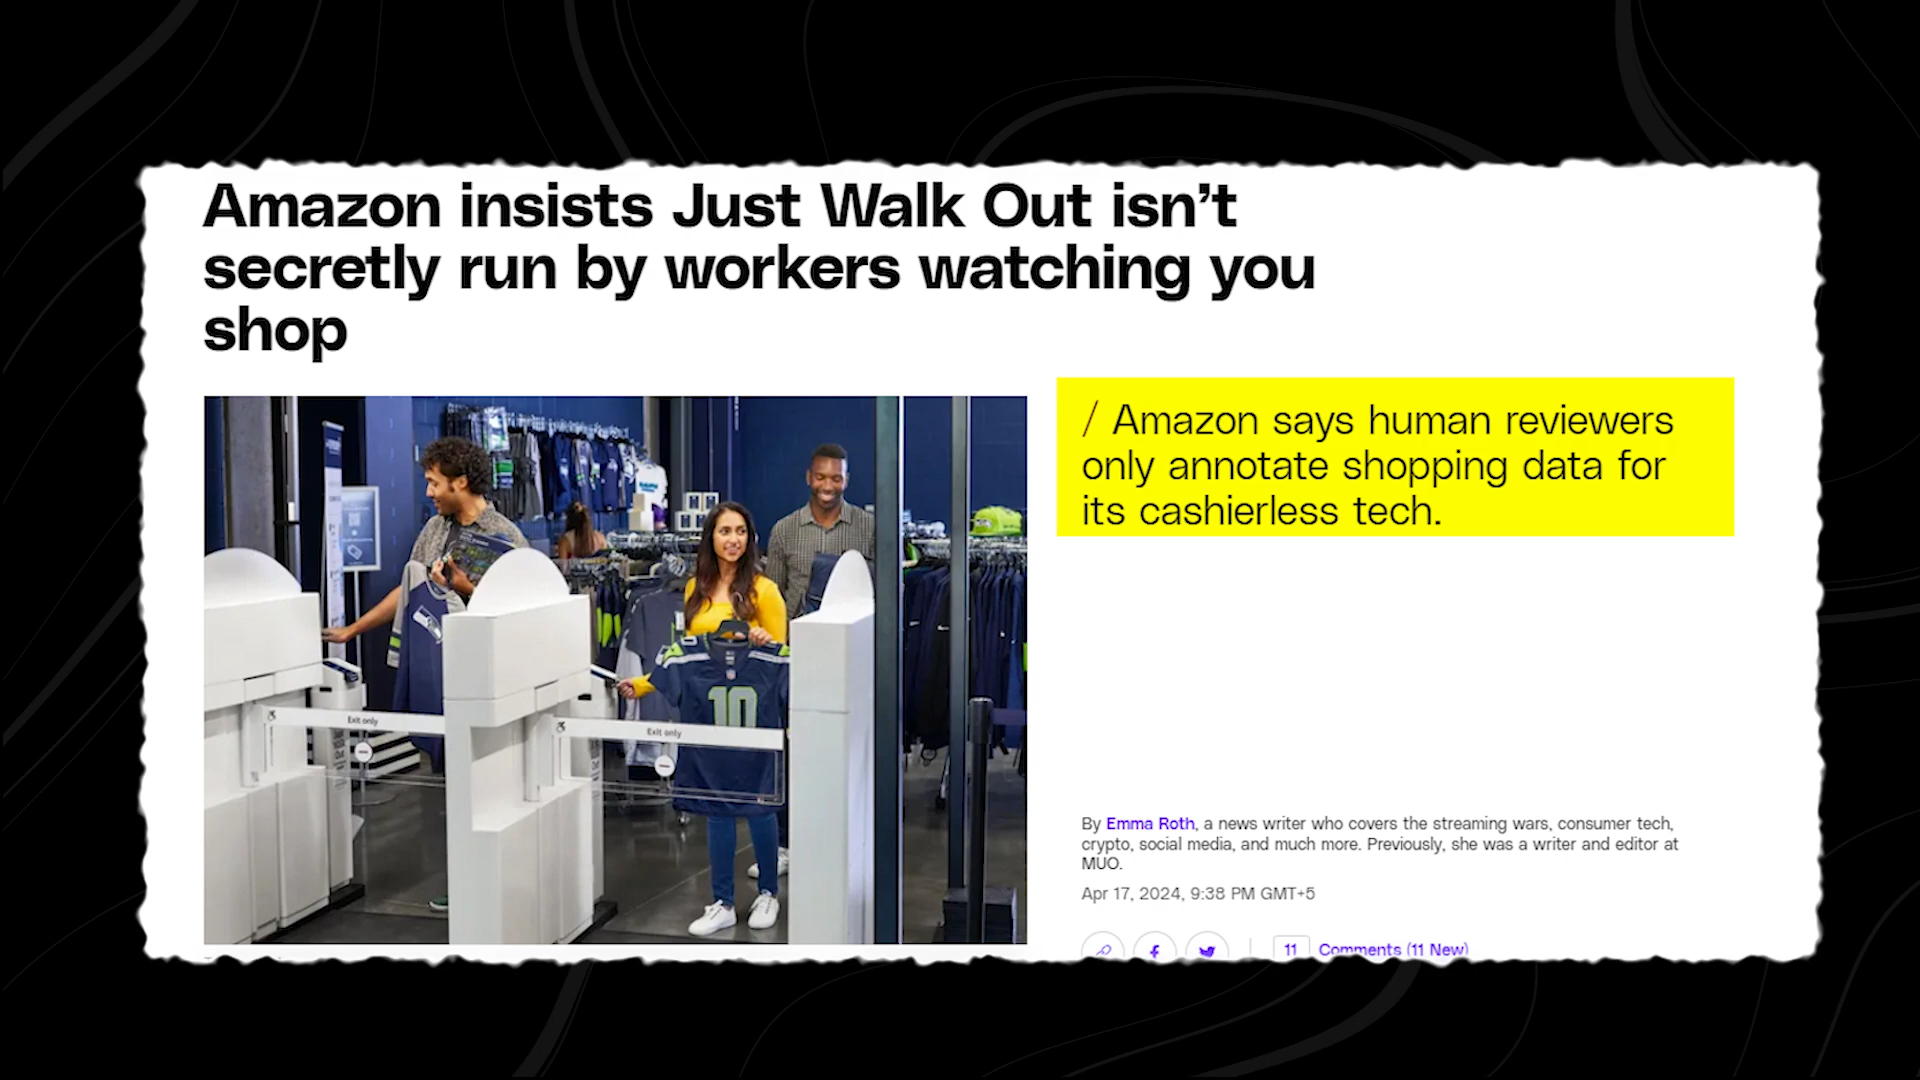 Amazon insists Just Walk Out isn’t
secretly run by workers watching you
shop
/ Amazon says human reviewers
only annotate shopping data for
its cashierless tech.
Exit only
Exit only
10
By Emma Roth, a news writer who covers the streaming wars, consumer tech,
crypto, social media, and much more. Previously, she was a writer and editor at
MUO.
Apr 17, 2024, 9:38 PM GMT+5
11 Comments (11 New)